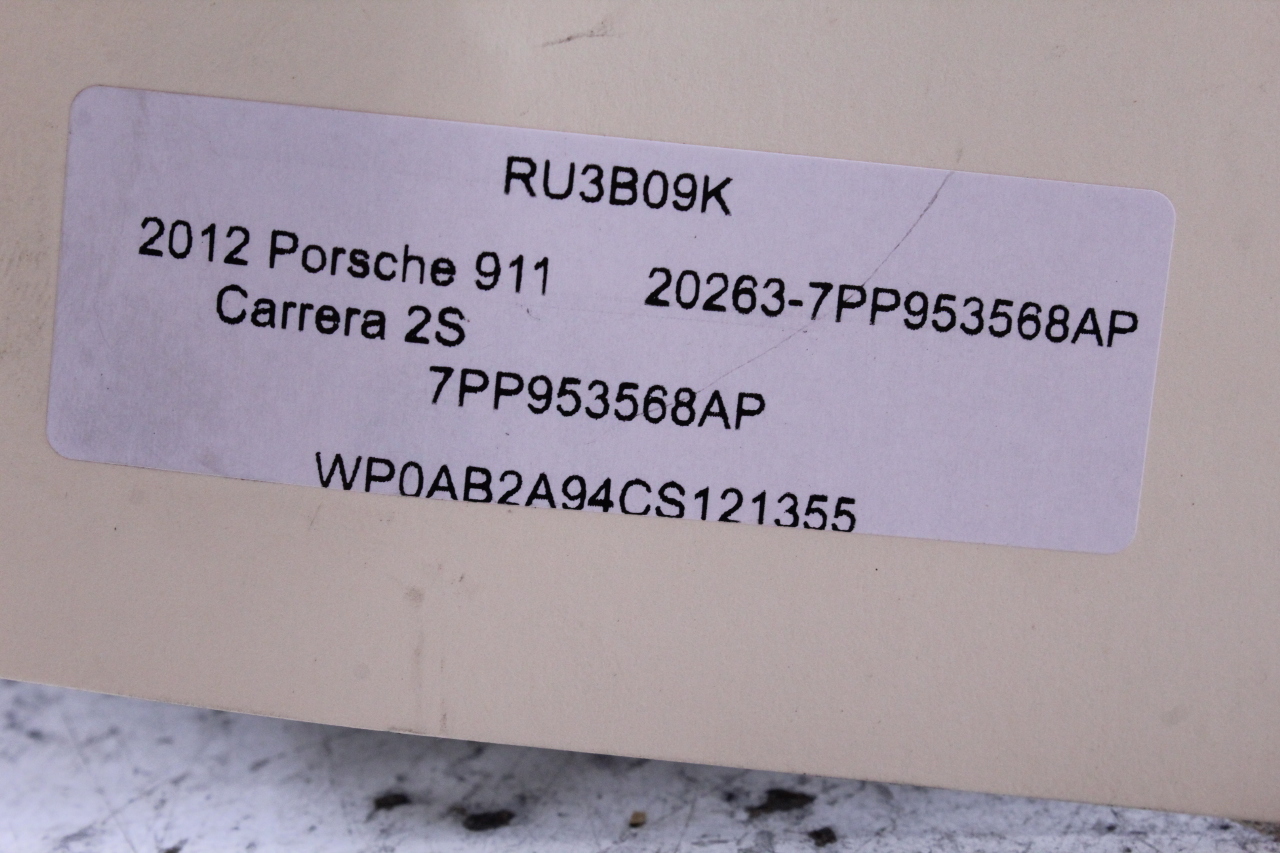 RU3B09K
2012 Porsche 911
Carrera 2S
20263-7PP953568AP
7PP953568AP
WP0AB2A94CS121355